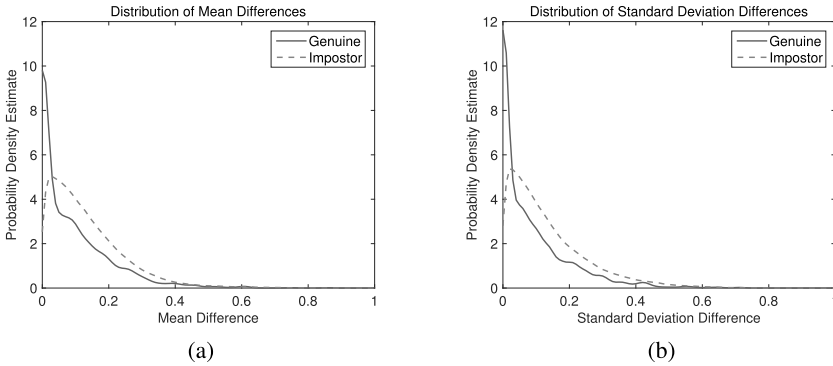 Distribution of Mean Differences
12
10
8
6
4
2
0
Probability Density Estimate
Genuine
Impostor
0 0.2 0.4 0.6 0.8 1
Mean Difference
(a)
Distribution of Standard Deviation Differences
12
10
8
6
4
2
0
Probability Density Estimate
Genuine
Impostor
0 0.2 0.4 0.6 0.8
Standard Deviation Difference
(b)